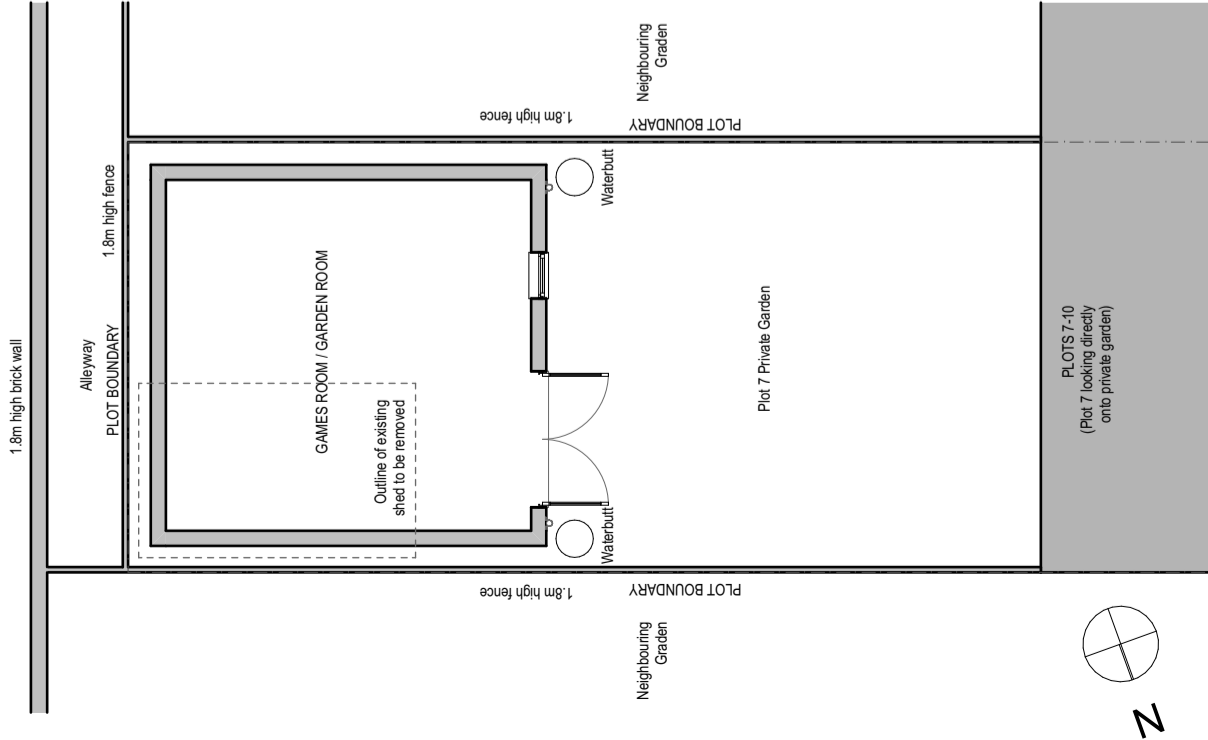 1.8m high brick wall
Alleyway
PLOT BOUNDARY
1.8m high fence
GAMES ROOM / GARDEN ROOM
Outline of existing
shed to be removed
1.8m high fence
PLOT BOUNDARY
Neighbouring
Graden
Waterbutt
Waterbutt
1.8m high fence
PLOT BOUNDARY
Neighbouring
Graden
Plot 7 Private Garden
PLOTS 7-10
(Plot 7 looking directly
onto private garden)
N